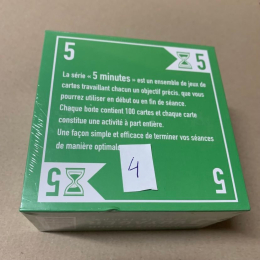 5
5
La série « 5 minutes » est un ensemble de jeux de
cartes travaillant chacun un objectif précis, que vous
pourrez utiliser en début ou en fin de séance.
Chaque boite contient 100 cartes et chaque carte
constitue une activité à part entière.
Une façon simple et efficace de terminer vos séances
de manière optimale
4
5
5